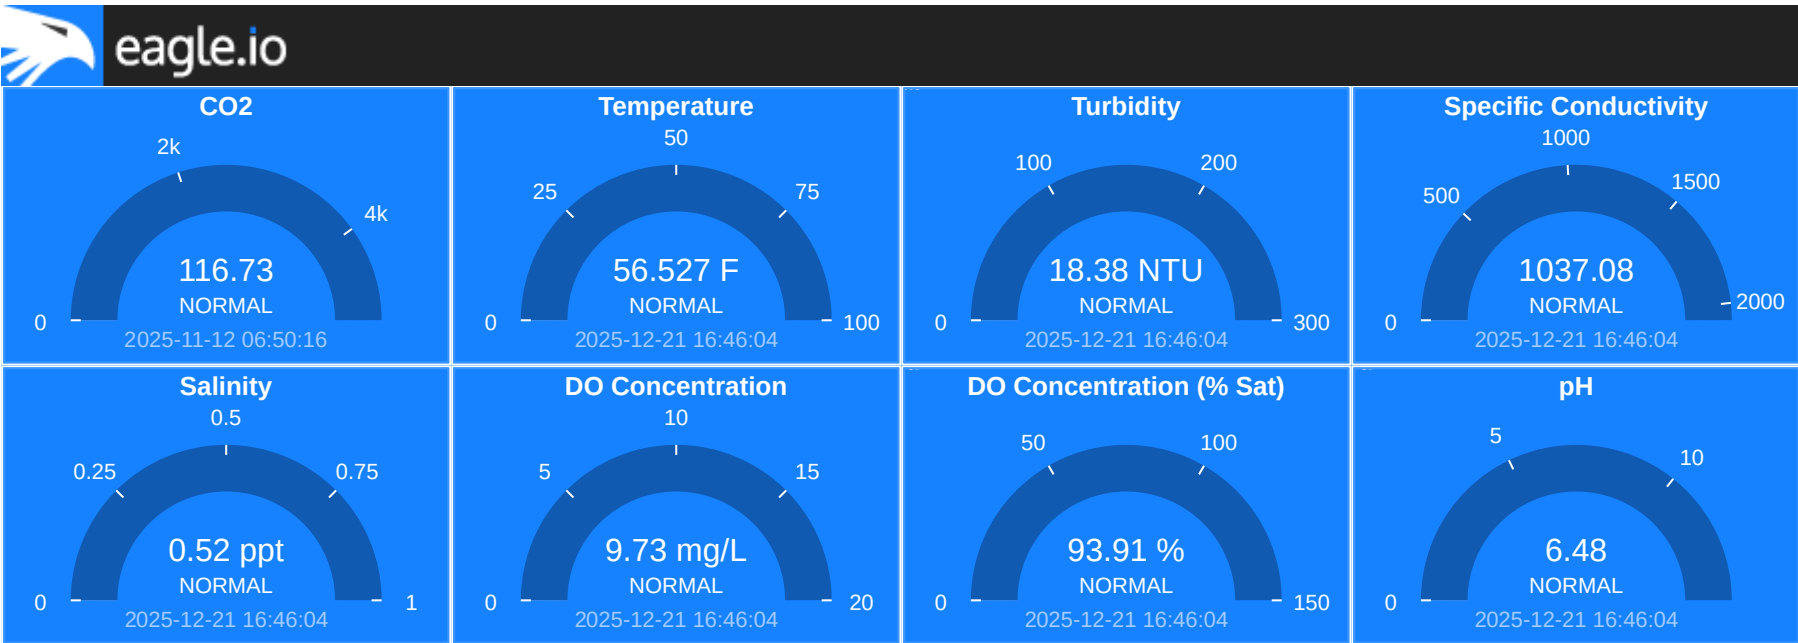 eagle.io
CO2
2k
4k
0
116.73
NORMAL
2025-11-12 06:50:16
Temperature
50
25
75
0
100
56.527 F
NORMAL
2025-12-21 16:46:04
Turbidity
100
200
0
300
18.38 NTU
NORMAL
2025-12-21 16:46:04
Specific Conductivity
1000
500
1500
0
2000
1037.08
NORMAL
2025-12-21 16:46:04
Salinity
0.5
0.25
0.75
0
1
0.52 ppt
NORMAL
2025-12-21 16:46:04
DO Concentration
10
5
15
0
20
9.73 mg/L
NORMAL
2025-12-21 16:46:04
DO Concentration (% Sat)
50
100
0
150
93.91 %
NORMAL
2025-12-21 16:46:04
pH
5
10
0
6.48
NORMAL
2025-12-21 16:46:04